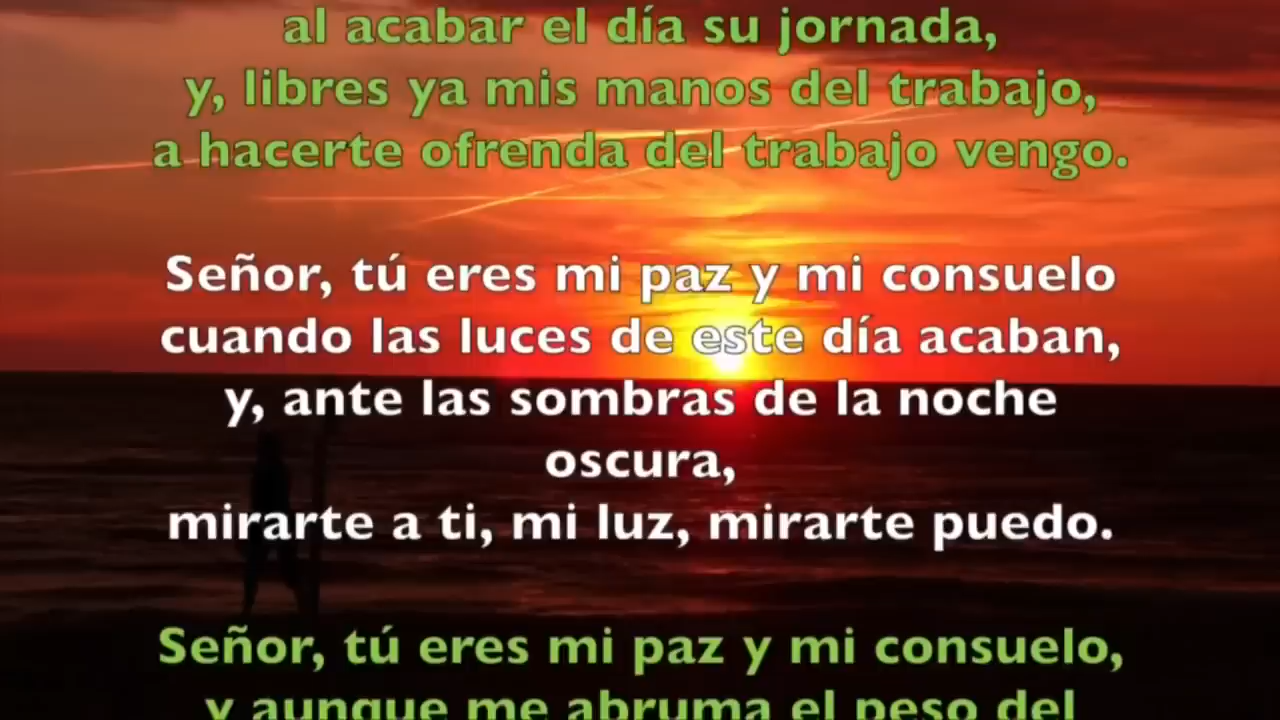 al acabar el día su jornada,
y, libres ya mis manos del trabajo,
a hacerte ofrenda del trabajo vengo.
Señor, tú eres mi paz y mi consuelo
cuando las luces de este día acaban,
y, ante las sombras de la noche
oscura,
mirarte a ti, mi luz, mirarte puedo.
Señor, tú eres mi paz y mi consuelo,
y aunque me abruma el peso del